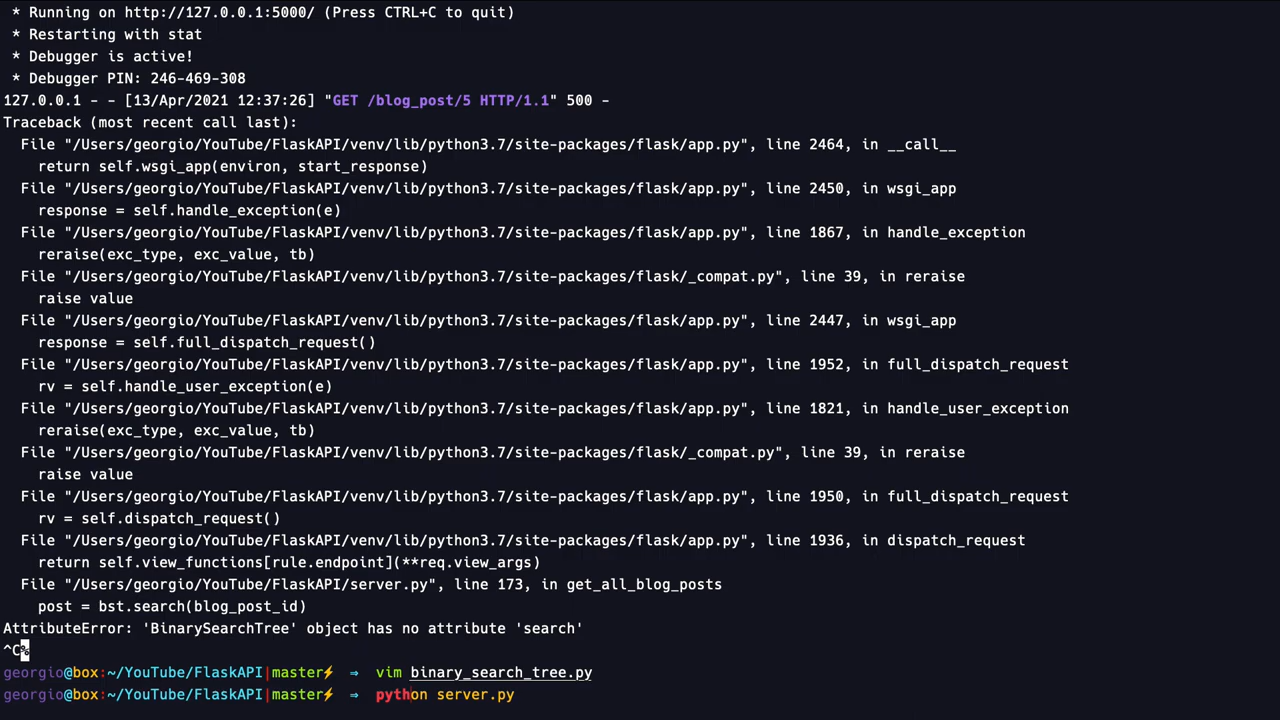 * Running on http://127.0.0.1:5000/ (Press CTRL+C to quit)
* Restarting with stat
* Debugger is active!
* Debugger PIN: 246-469-308
127.0.0.1 - - [13/Apr/2021 12:37:26] "GET /blog_post/5 HTTP/1.1" 500 -
Traceback (most recent call last):
File "/Users/georgio/YouTube/FlaskAPI/venv/lib/python3.7/site-packages/flask/app.py", line 2464, in __call__
return self.wsgi_app(environ, start_response)
File "/Users/georgio/YouTube/FlaskAPI/venv/lib/python3.7/site-packages/flask/app.py", line 2450, in wsgi_app
response = self.handle_exception(e)
File "/Users/georgio/YouTube/FlaskAPI/venv/lib/python3.7/site-packages/flask/app.py", line 1867, in handle_exception
reraise(exc_type, exc_value, tb)
File "/Users/georgio/YouTube/FlaskAPI/venv/lib/python3.7/site-packages/flask/_compat.py", line 39, in reraise
raise value
File "/Users/georgio/YouTube/FlaskAPI/venv/lib/python3.7/site-packages/flask/app.py", line 2447, in wsgi_app
response = self.full_dispatch_request()
File "/Users/georgio/YouTube/FlaskAPI/venv/lib/python3.7/site-packages/flask/app.py", line 1952, in full_dispatch_request
rv = self.handle_user_exception(e)
File "/Users/georgio/YouTube/FlaskAPI/venv/lib/python3.7/site-packages/flask/app.py", line 1821, in handle_user_exception
reraise(exc_type, exc_value, tb)
File "/Users/georgio/YouTube/FlaskAPI/venv/lib/python3.7/site-packages/flask/_compat.py", line 39, in reraise
raise value
File "/Users/georgio/YouTube/FlaskAPI/venv/lib/python3.7/site-packages/flask/app.py", line 1950, in full_dispatch_request
rv = self.dispatch_request()
File "/Users/georgio/YouTube/FlaskAPI/venv/lib/python3.7/site-packages/flask/app.py", line 1936, in dispatch_request
return self.view_functions[rule.endpoint](**req.view_args)
File "/Users/georgio/YouTube/FlaskAPI/server.py", line 173, in get_all_blog_posts
post = bst.search(blog_post_id)
AttributeError: 'BinarySearchTree' object has no attribute 'search'
^C%
georgio@box:~/YouTube/FlaskAPI|master⚡ ⇒ vim binary_search_tree.py
georgio@box:~/YouTube/FlaskAPI|master⚡ ⇒ python server.py